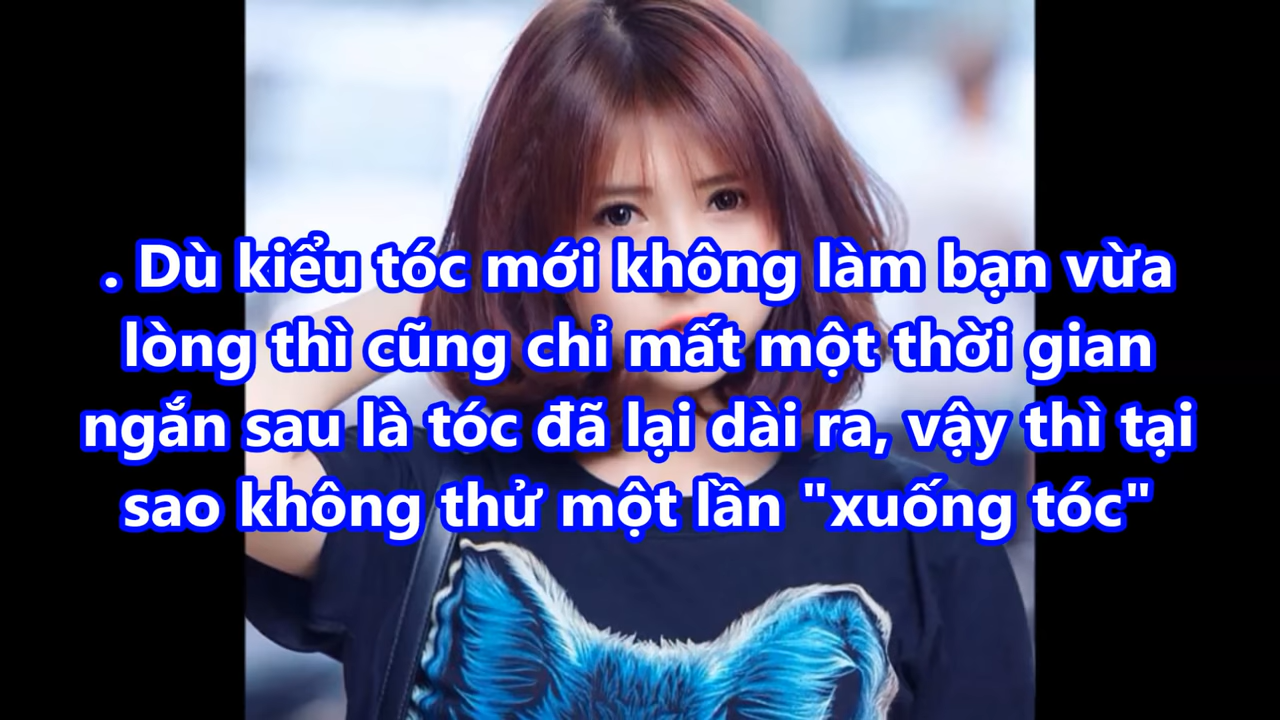 . Dù kiểu tóc mới không làm bạn vừa
lòng thì cũng chỉ mất một thời gian
ngắn sau là tóc đã lại dài ra, vậy thì tại
sao không thử một lần "xuống tóc"